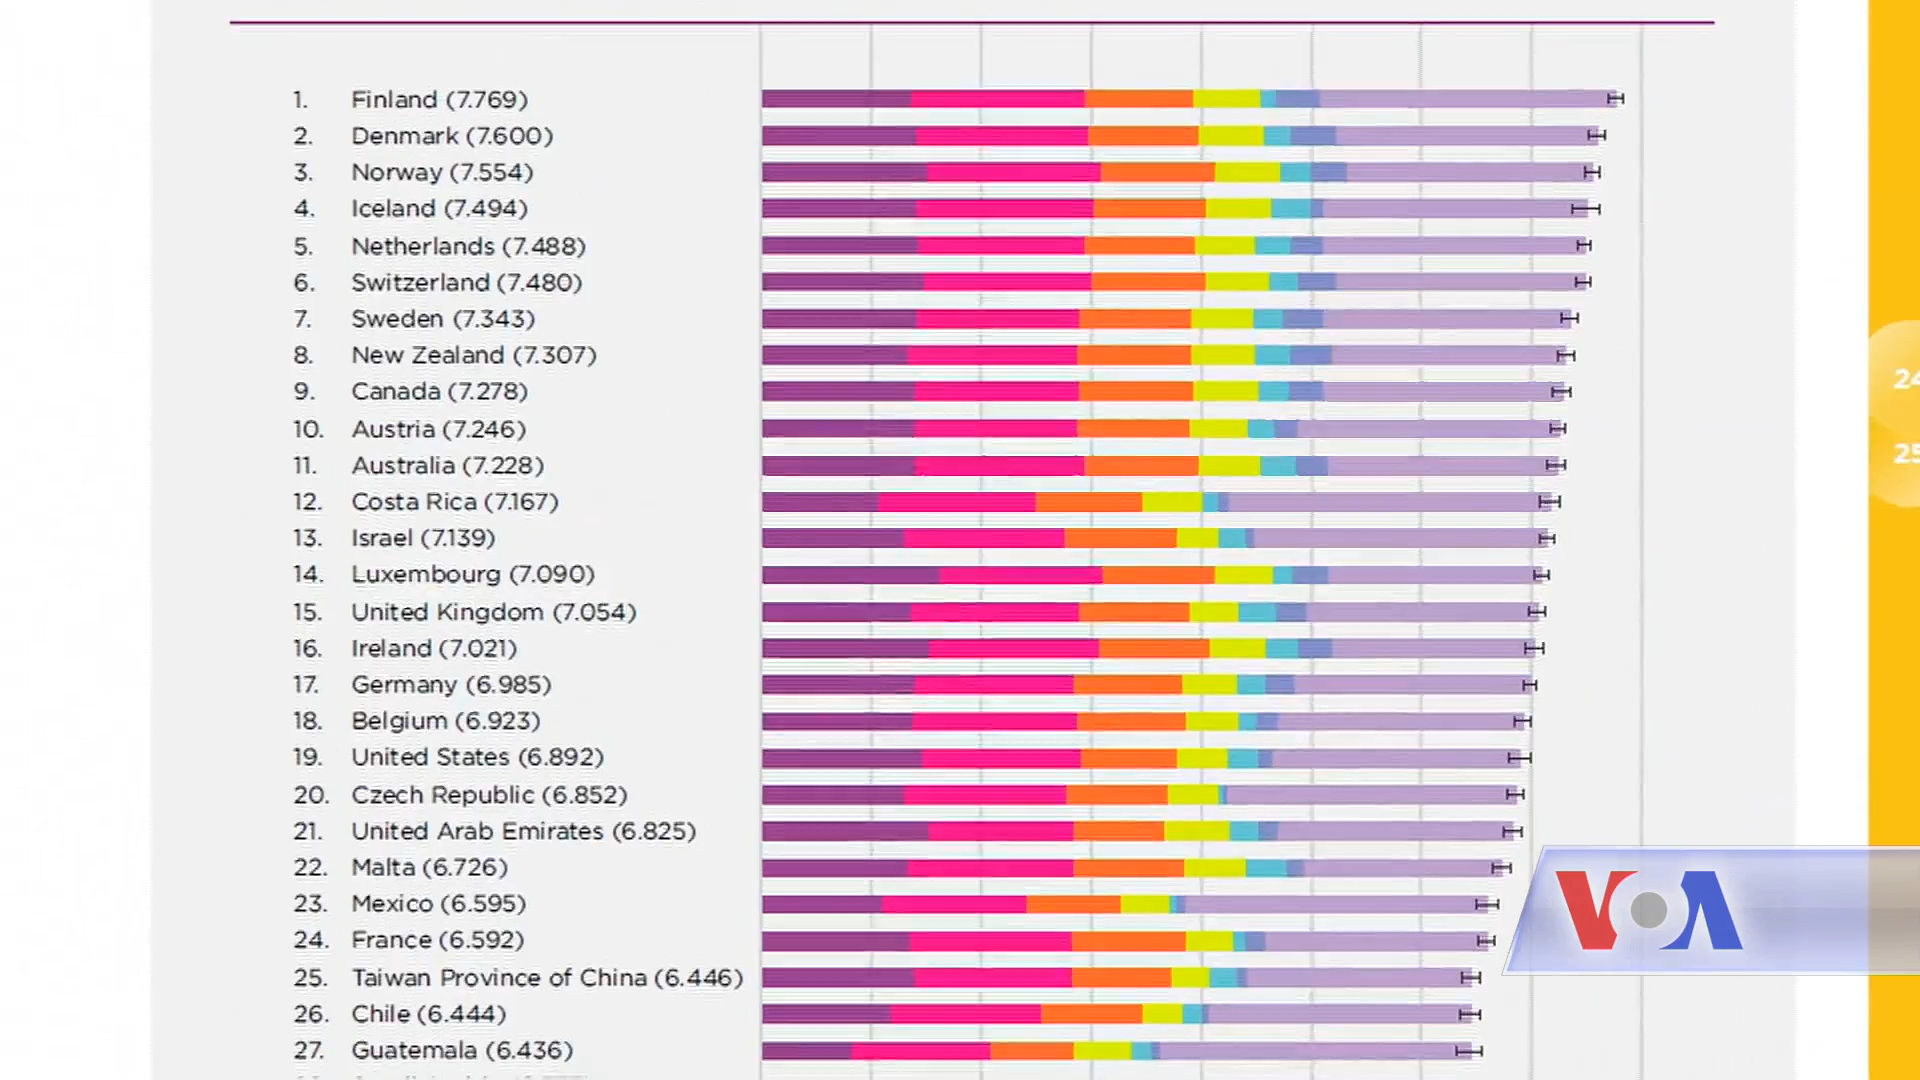 1. Finland (7.769)
2. Denmark (7.600)
3. Norway (7.554)
4. Iceland (7.494)
5. Netherlands (7.488)
6. Switzerland (7.480)
7. Sweden (7.343)
8. New Zealand (7.307)
9. Canada (7.278)
10. Austria (7.246)
11. Australia (7.228)
12. Costa Rica (7.167)
13. Israel (7.139)
14. Luxembourg (7.090)
15. United Kingdom (7.054)
16. Ireland (7.021)
17. Germany (6.985)
18. Belgium (6.923)
19. United States (6.892)
20. Czech Republic (6.852)
21. United Arab Emirates (6.825)
22. Malta (6.726)
23. Mexico (6.595)
24. France (6.592)
25. Taiwan Province of China (6.446)
26. Chile (6.444)
27. Guatemala (6.436)
24
25
VOA